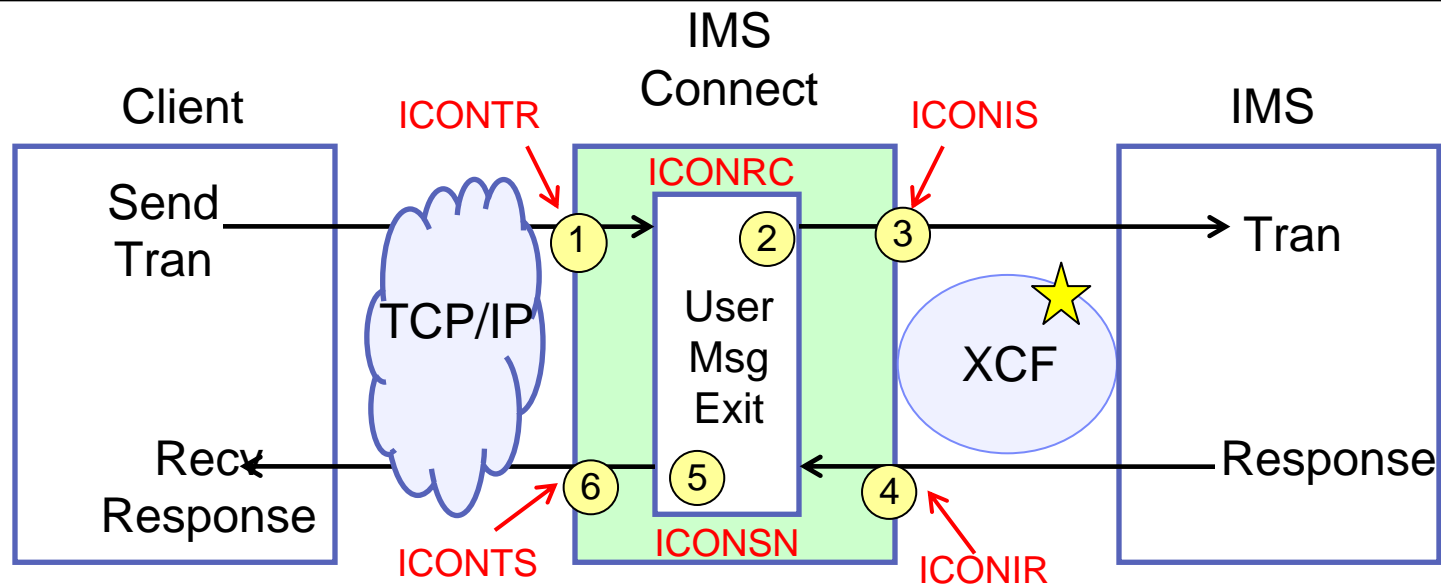 IMS
Connect
Client
ICONTR
ICONIS
IMS
ICONRC
Send
Tran
1
2
3
Tran
TCP/IP
User
Msg
Exit
XCF
Recv
Response
6
5
4
Response
ICONTS
ICONSN
ICONIR